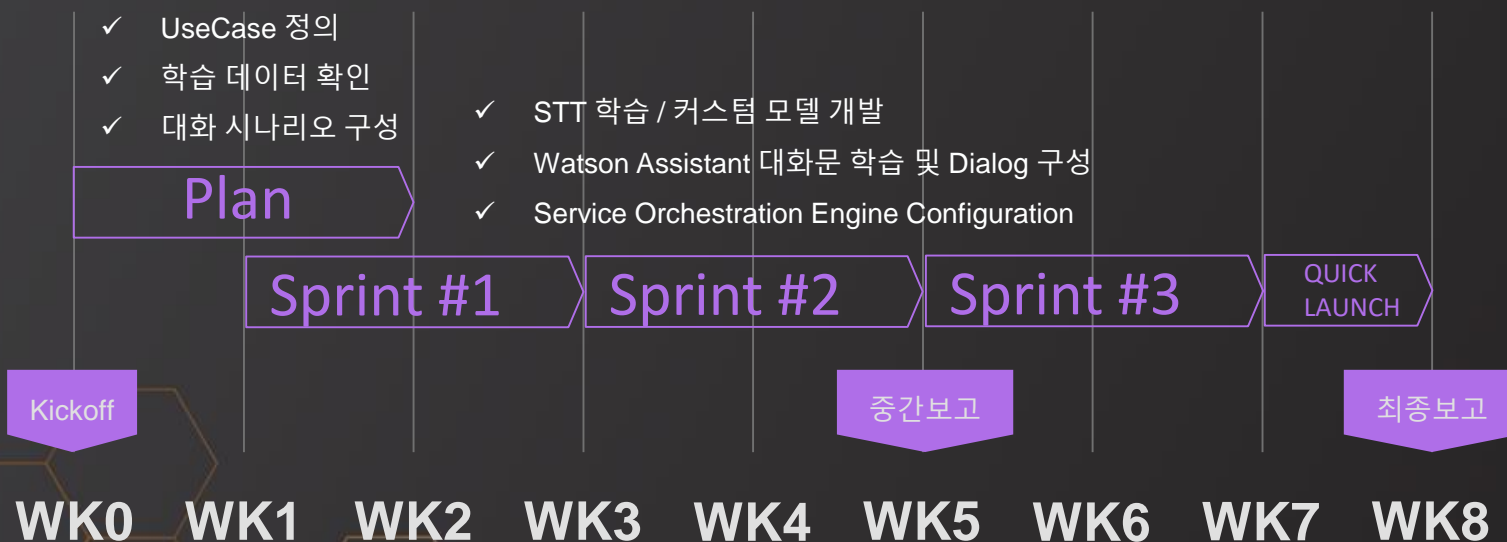 UseCase 정의
학습 데이터 확인
대화 시나리오 구성
STT 학습 / 커스텀 모델 개발
Watson Assistant 대화문 학습 및 Dialog 구성
Service Orchestration Engine Configuration
Plan
Sprint #1
Sprint #2
Sprint #3
QUICK
LAUNCH
Kickoff
중간보고
최종보고
WK0 WK1 WK2 WK3 WK4 WK5 WK6 WK7 WK8